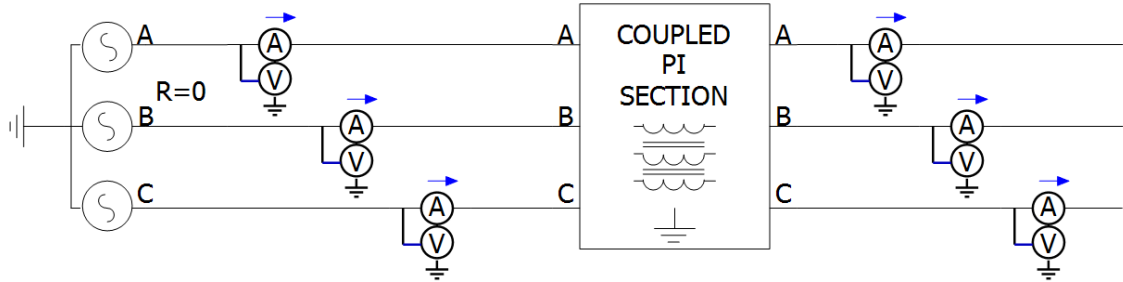 A A A A A
COUPLED
PI
SECTION
V V
R=0
B A B B A
V V
C A C C A
V V